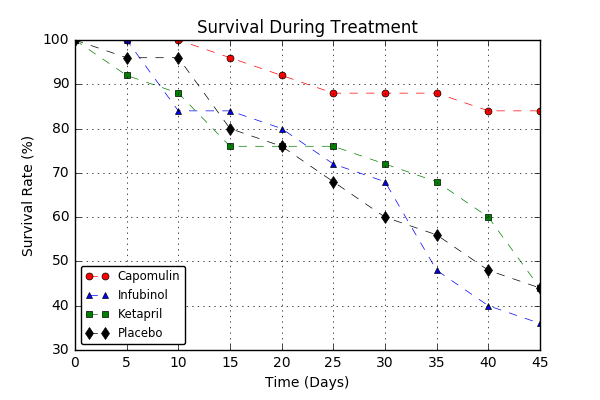 Survival During Treatment
100
90
80
70
60
50
40
30
Survival Rate (%)
Capomulin
Infubinol
Ketapril
Placebo
0 5 10 15 20 25 30 35 40 45
Time (Days)